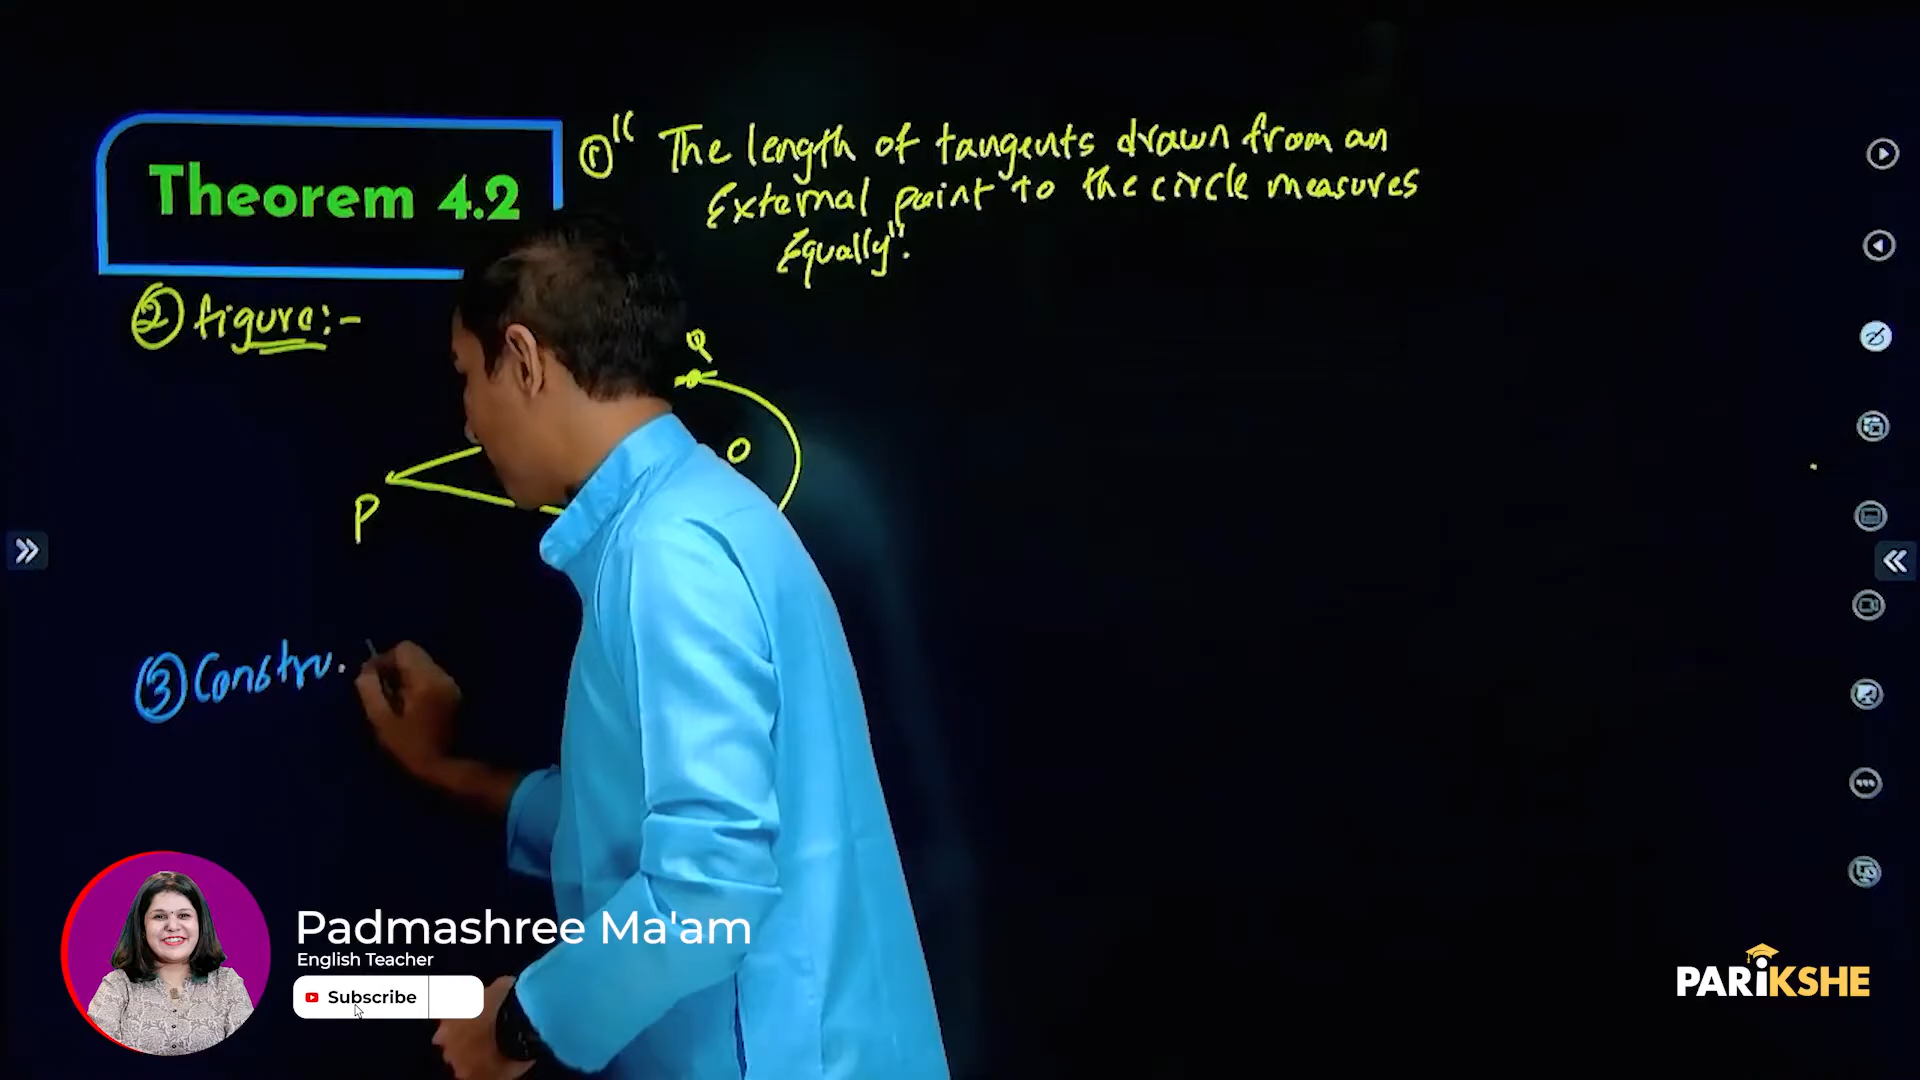 Theorem 4.2
① "The length of tangents drawn from an
External point to the circle measures
Equally".
② figure:-
Q
O
P
③ Constru.
Padmashree Ma'am
English Teacher
Subscribe
PARiKSHE